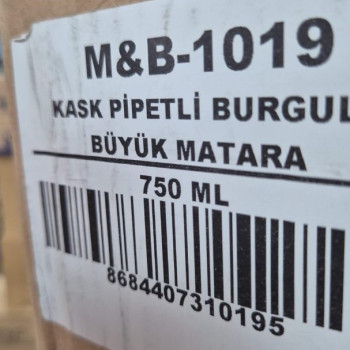 M&B-1019
KASK PİPETLİ BURGUL
BÜYÜK MATARA
750 ML
8684407310195